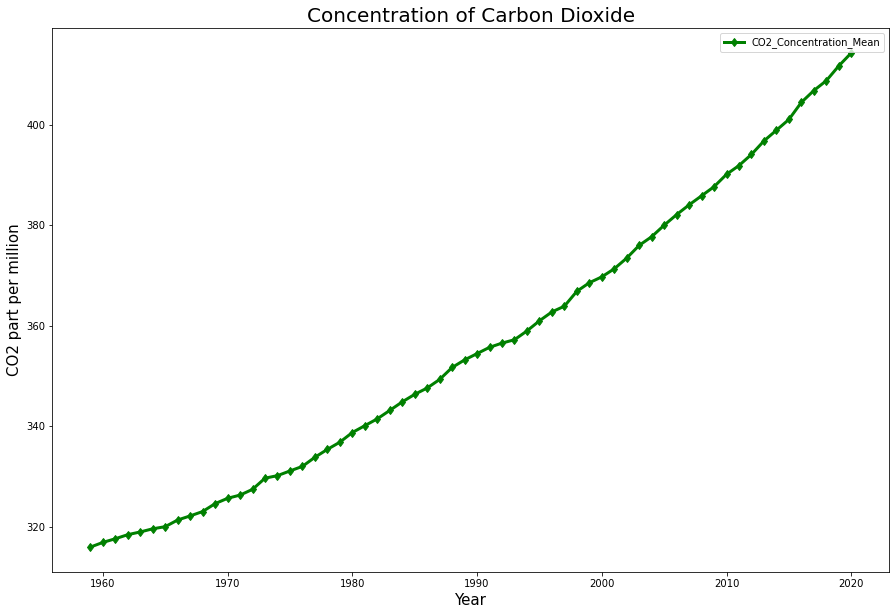 Concentration of Carbon Dioxide
CO2_Concentration_Mean
CO2 part per million
400
380
360
340
320
1960 1970 1980 1990 2000 2010 2020
Year